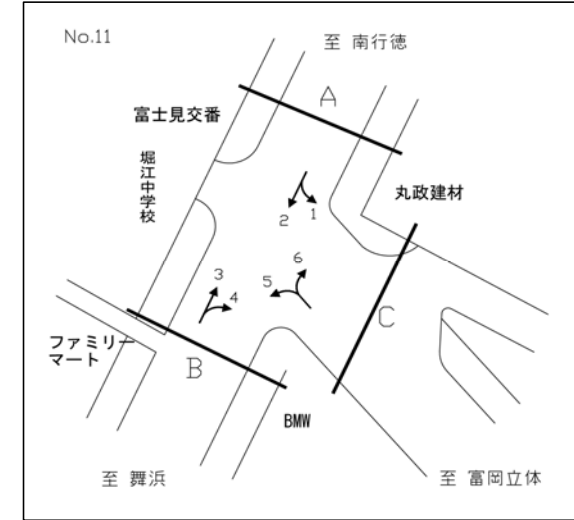 No.11
至 南行徳
A
富士見交番
堀江中学校
丸政建材
1
2
6
3
5
4
C
ファミリー
マート
B
BMW
至 舞浜
至 富岡立体